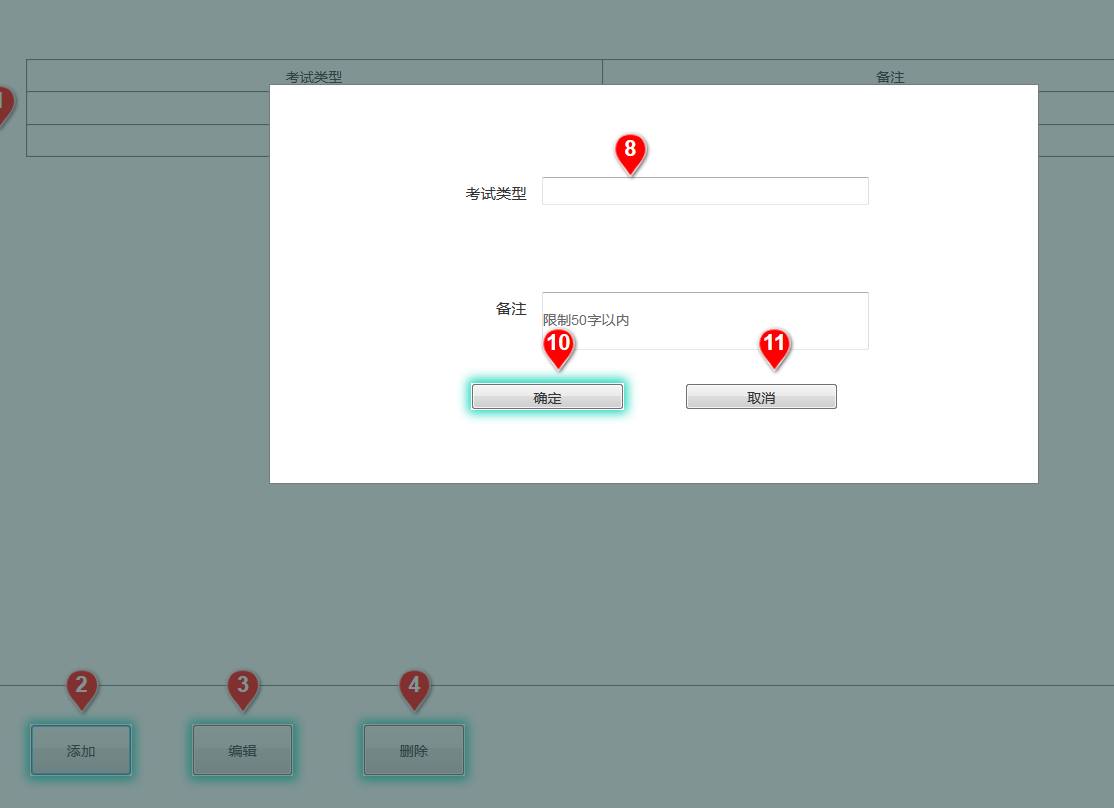 考试类型 备注
1
8
考试类型
备注
限制50字以内
10 11
确定 取消
2 3 4
添加 编辑 删除